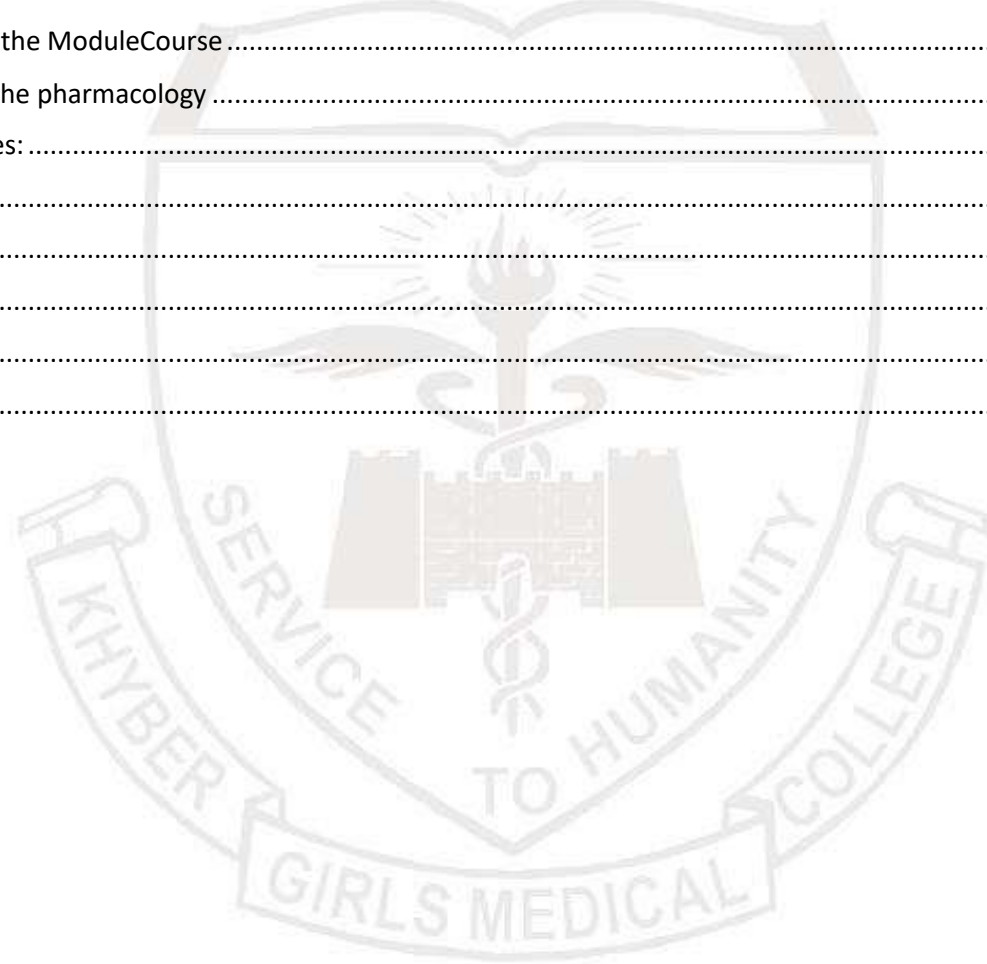 the ModuleCourse ............................................................
he pharmacology ............................................................
es: ............................................................
............................................................
............................................................
............................................................
............................................................
............................................................
SERVICE TO HUMANITY
KHYBER GIRLS MEDICAL COLLEGE